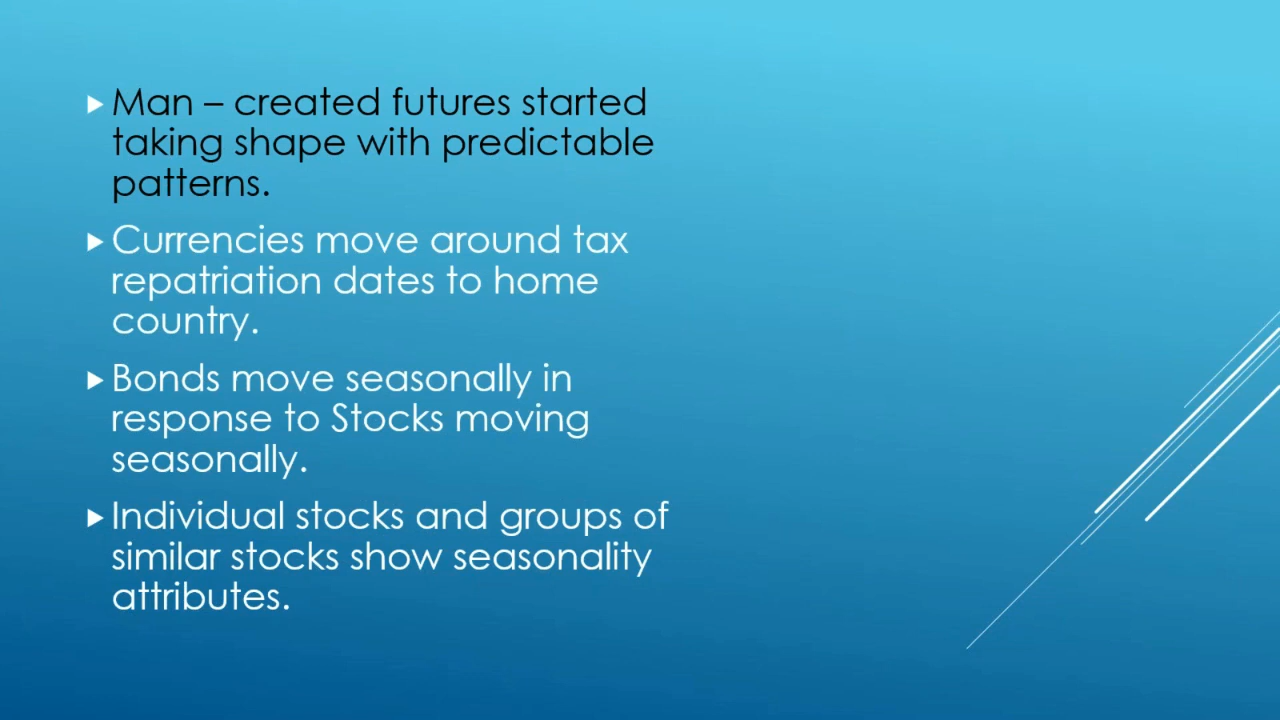 Man – created futures started
taking shape with predictable
patterns.
Currencies move around tax
repatriation dates to home
country.
Bonds move seasonally in
response to Stocks moving
seasonally.
Individual stocks and groups of
similar stocks show seasonality
attributes.